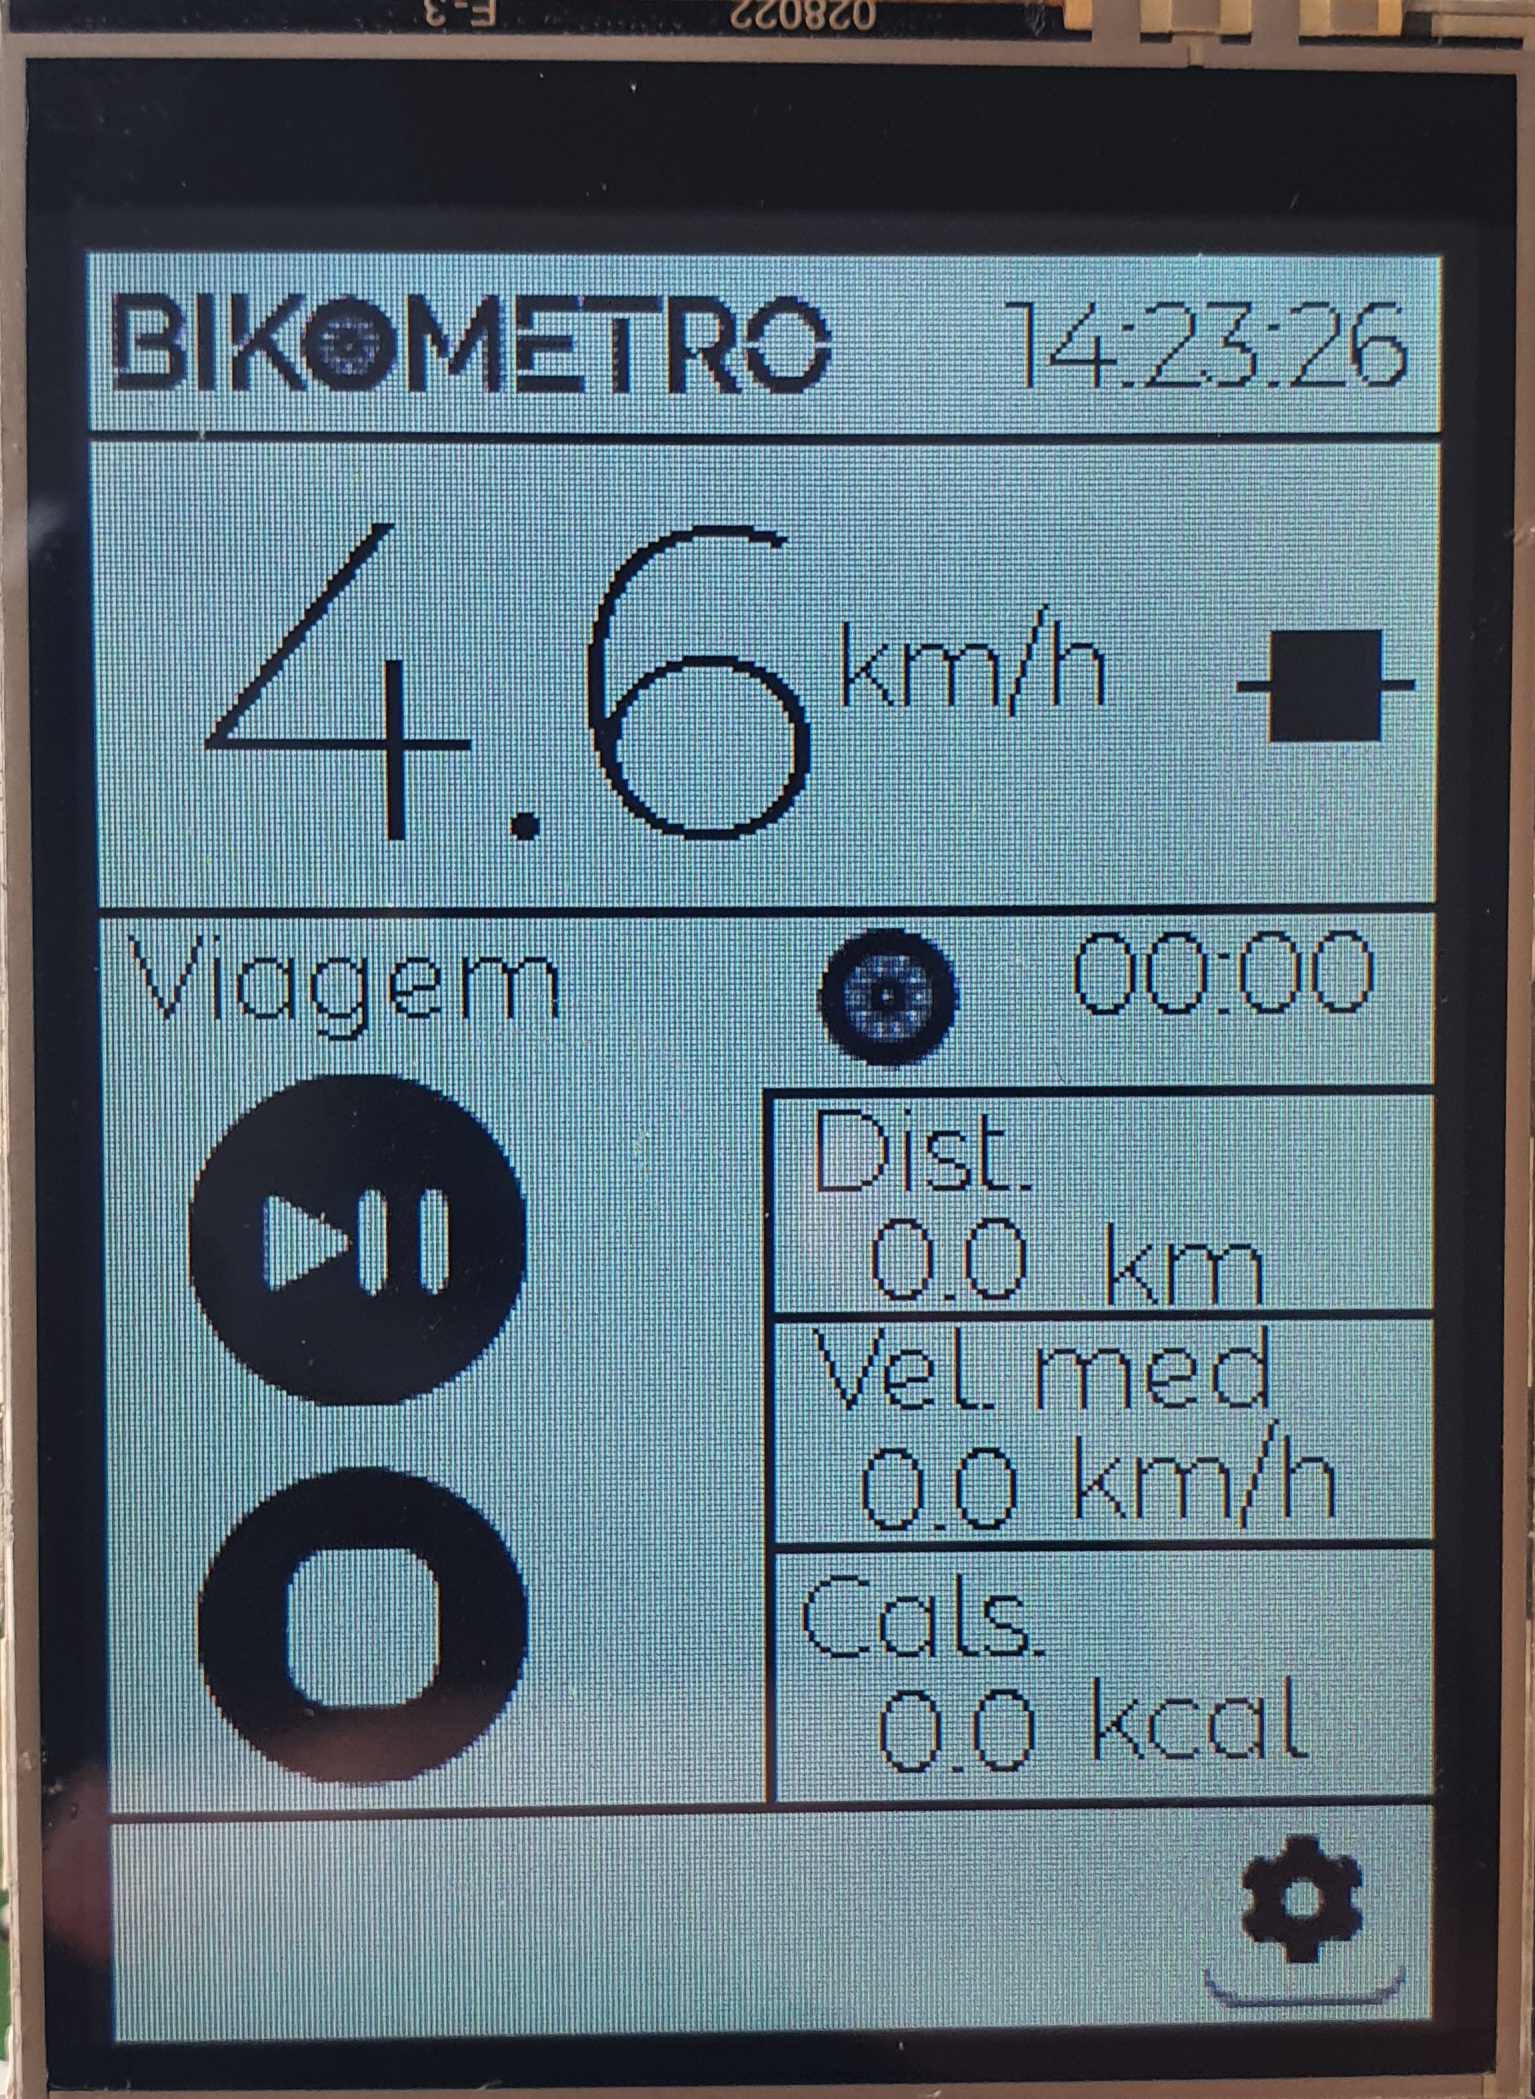 E-3 028022
BIKOMETRO 14:23:26
4.6 km/h
Viagem 00:00
Dist.
0.0 km
Vel. med
0.0 km/h
Cals.
0.0 kcal